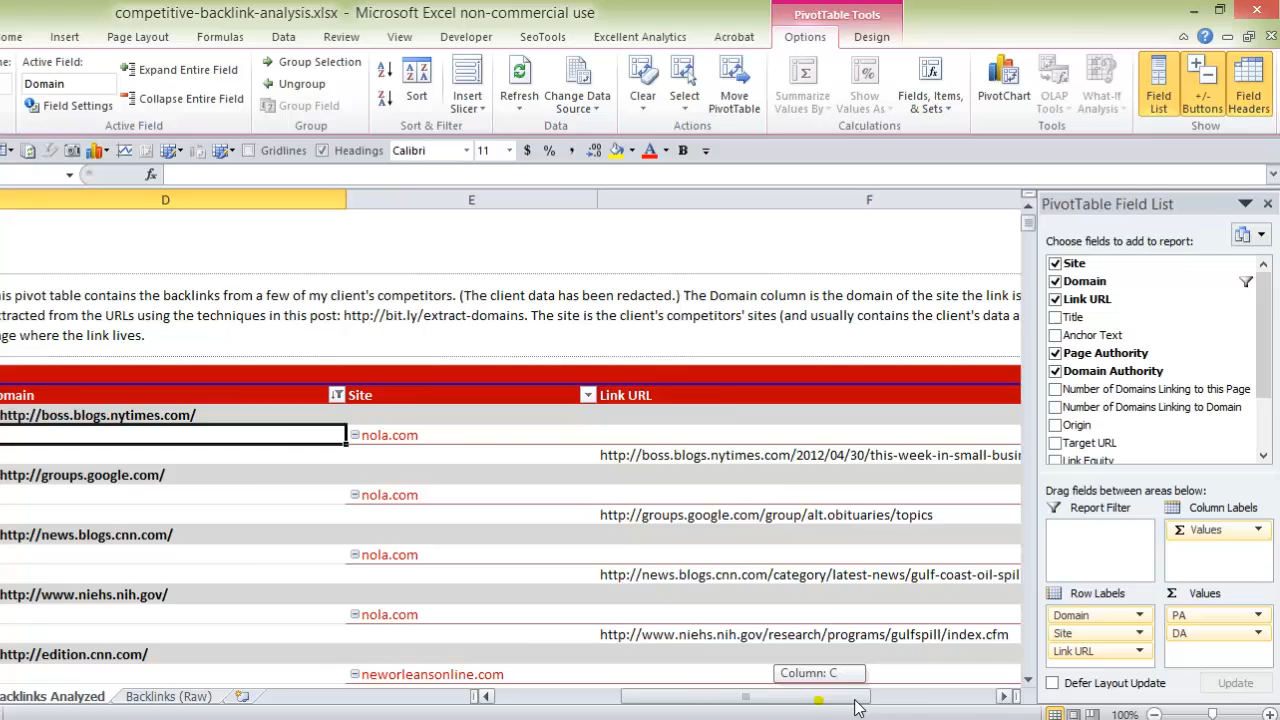 competitive-backlink-analysis.xlsx - Microsoft Excel non-commercial use
PivotTable Tools
ome Insert Page Layout Formulas Data Review View Developer SeoTools Excellent Analytics Acrobat Options Design
ne: Active Field:
Domain
Field Settings
Expand Entire Field
Collapse Entire Field
Active Field
Group Selection
Ungroup
Group Field
Group
Sort
Insert
Slicer
Sort & Filter
Refresh
Change Data
Source
Data
Clear
Select
Move
PivotTable
Actions
Summarize
Values By
Show
Values As
Fields, Items,
& Sets
Calculations
PivotChart
OLAP
Tools
What-If
Analysis
Tools
Field
List
+/-
Buttons
Field
Headers
Show
Gridlines Headings Calibri 11 $ % , .00 A B
fx
D E F
is pivot table contains the backlinks from a few of my client's competitors. (The client data has been redacted.) The Domain column is the domain of the site the link is
tracted from the URLs using the techniques in this post: http://bit.ly/extract-domains. The site is the client's competitors' sites (and usually contains the client's data a
ge where the link lives.
omain Site Link URL
http://boss.blogs.nytimes.com/
nola.com
http://boss.blogs.nytimes.com/2012/04/30/this-week-in-small-busin
http://groups.google.com/
nola.com
http://groups.google.com/group/alt.obituaries/topics
http://news.blogs.cnn.com/
nola.com
http://news.blogs.cnn.com/category/latest-news/gulf-coast-oil-spil
http://www.niehs.nih.gov/
nola.com
http://www.niehs.nih.gov/research/programs/gulfspill/index.cfm
http://edition.cnn.com/
neworleansonline.com
Column: C
acklinks Analyzed Backlinks (Raw)
PivotTable Field List
Choose fields to add to report:
Site
Domain
Link URL
Title
Anchor Text
Page Authority
Domain Authority
Number of Domains Linking to this Page
Number of Domains Linking to Domain
Origin
Target URL
Link Equity
Drag fields between areas below:
Report Filter Column Labels
Σ Values
Row Labels Σ Values
Domain PA
Site DA
Link URL
Defer Layout Update Update
100%